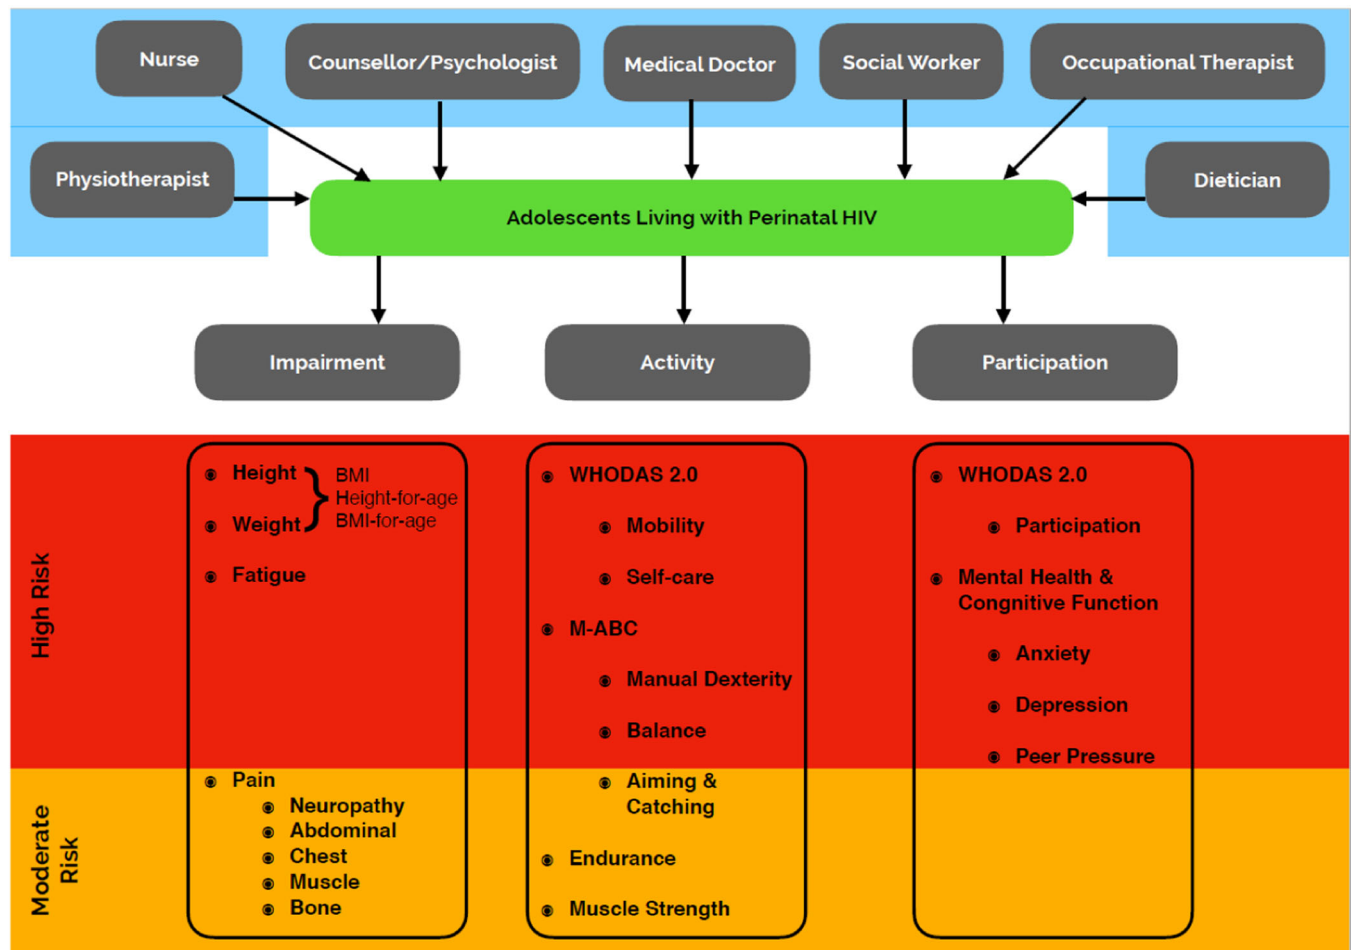 Nurse
Counsellor/Psychologist
Medical Doctor
Social Worker
Occupational Therapist
Physiotherapist
Dietician
Adolescents Living with Perinatal HIV
Impairment
Activity
Participation
High Risk
Height
Weight
BMI
Height-for-age
BMI-for-age
Fatigue
Pain
Neuropathy
Abdominal
Chest
Muscle
Bone
WHODAS 2.0
Mobility
Self-care
M-ABC
Manual Dexterity
Balance
Aiming &
Catching
Endurance
Muscle Strength
WHODAS 2.0
Participation
Mental Health &
Congnitive Function
Anxiety
Depression
Peer Pressure
Moderate
Risk